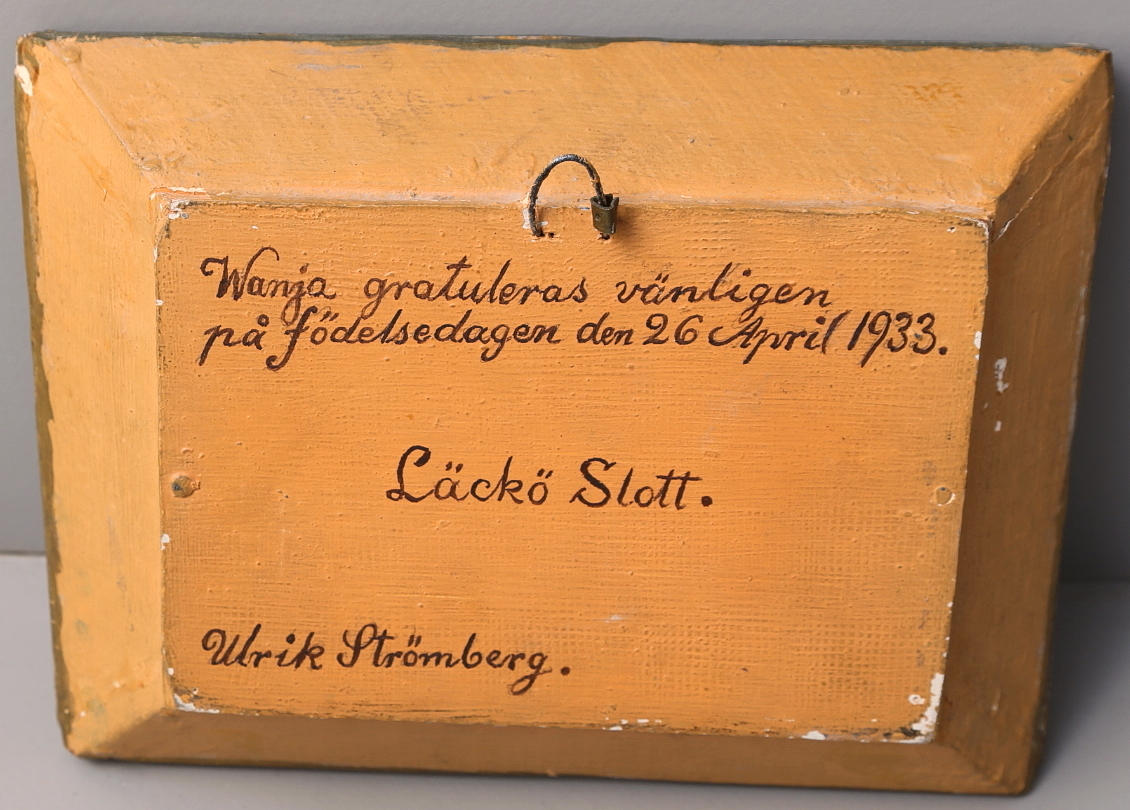 Wanja gratuleras vänligen
på födelsedagen den 26 April 1933.
Läckö Slott.
Ulrik Strömberg.